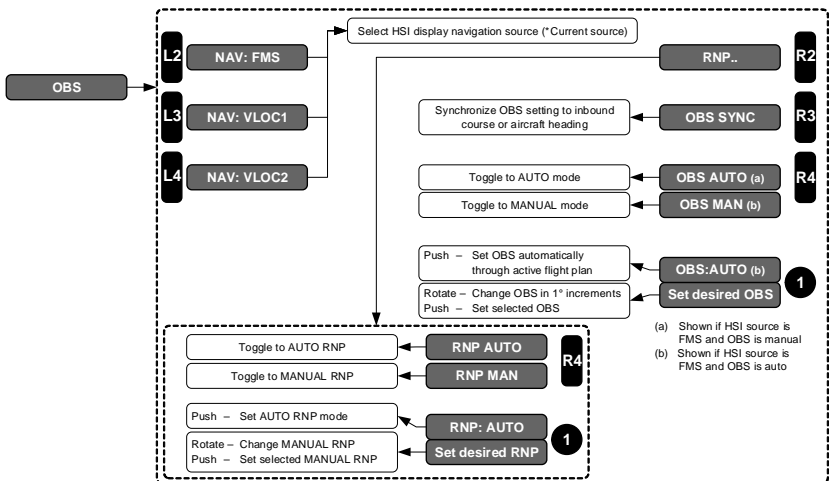 Select HSI display navigation source (*Current source)
L2
NAV: FMS
RNP..
R2
OBS
L3
NAV: VLOC1
Synchronize OBS setting to inbound
course or aircraft heading
OBS SYNC
R3
L4
NAV: VLOC2
Toggle to AUTO mode
OBS AUTO (a)
R4
Toggle to MANUAL mode
OBS MAN (b)
Push – Set OBS automatically
through active flight plan
OBS:AUTO (b)
1
Rotate – Change OBS in 1° increments
Push – Set selected OBS
Set desired OBS
(a) Shown if HSI source is
FMS and OBS is manual
(b) Shown if HSI source is
FMS and OBS is auto
Toggle to AUTO RNP
RNP AUTO
R4
Toggle to MANUAL RNP
RNP MAN
Push – Set AUTO RNP mode
RNP: AUTO
1
Rotate – Change MANUAL RNP
Push – Set selected MANUAL RNP
Set desired RNP